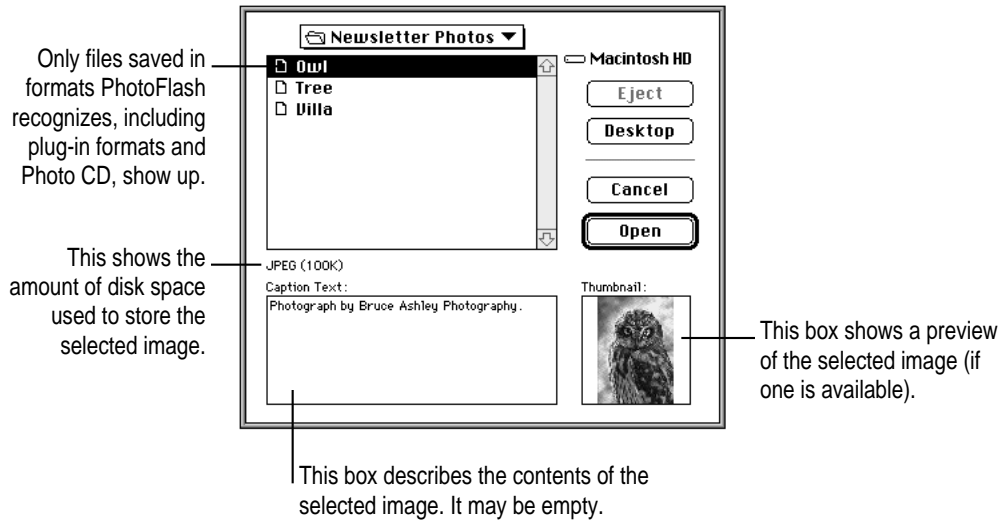 Newsletter Photos
Only files saved in
formats PhotoFlash
recognizes, including
plug-in formats and
Photo CD, show up.
Owl
Tree
Villa
Macintosh HD
Eject
Desktop
Cancel
Open
This shows the
amount of disk space
used to store the
selected image.
JPEG (100K)
Caption Text:
Photograph by Bruce Ashley Photography.
Thumbnail:
This box shows a preview
of the selected image (if
one is available).
This box describes the contents of the
selected image. It may be empty.